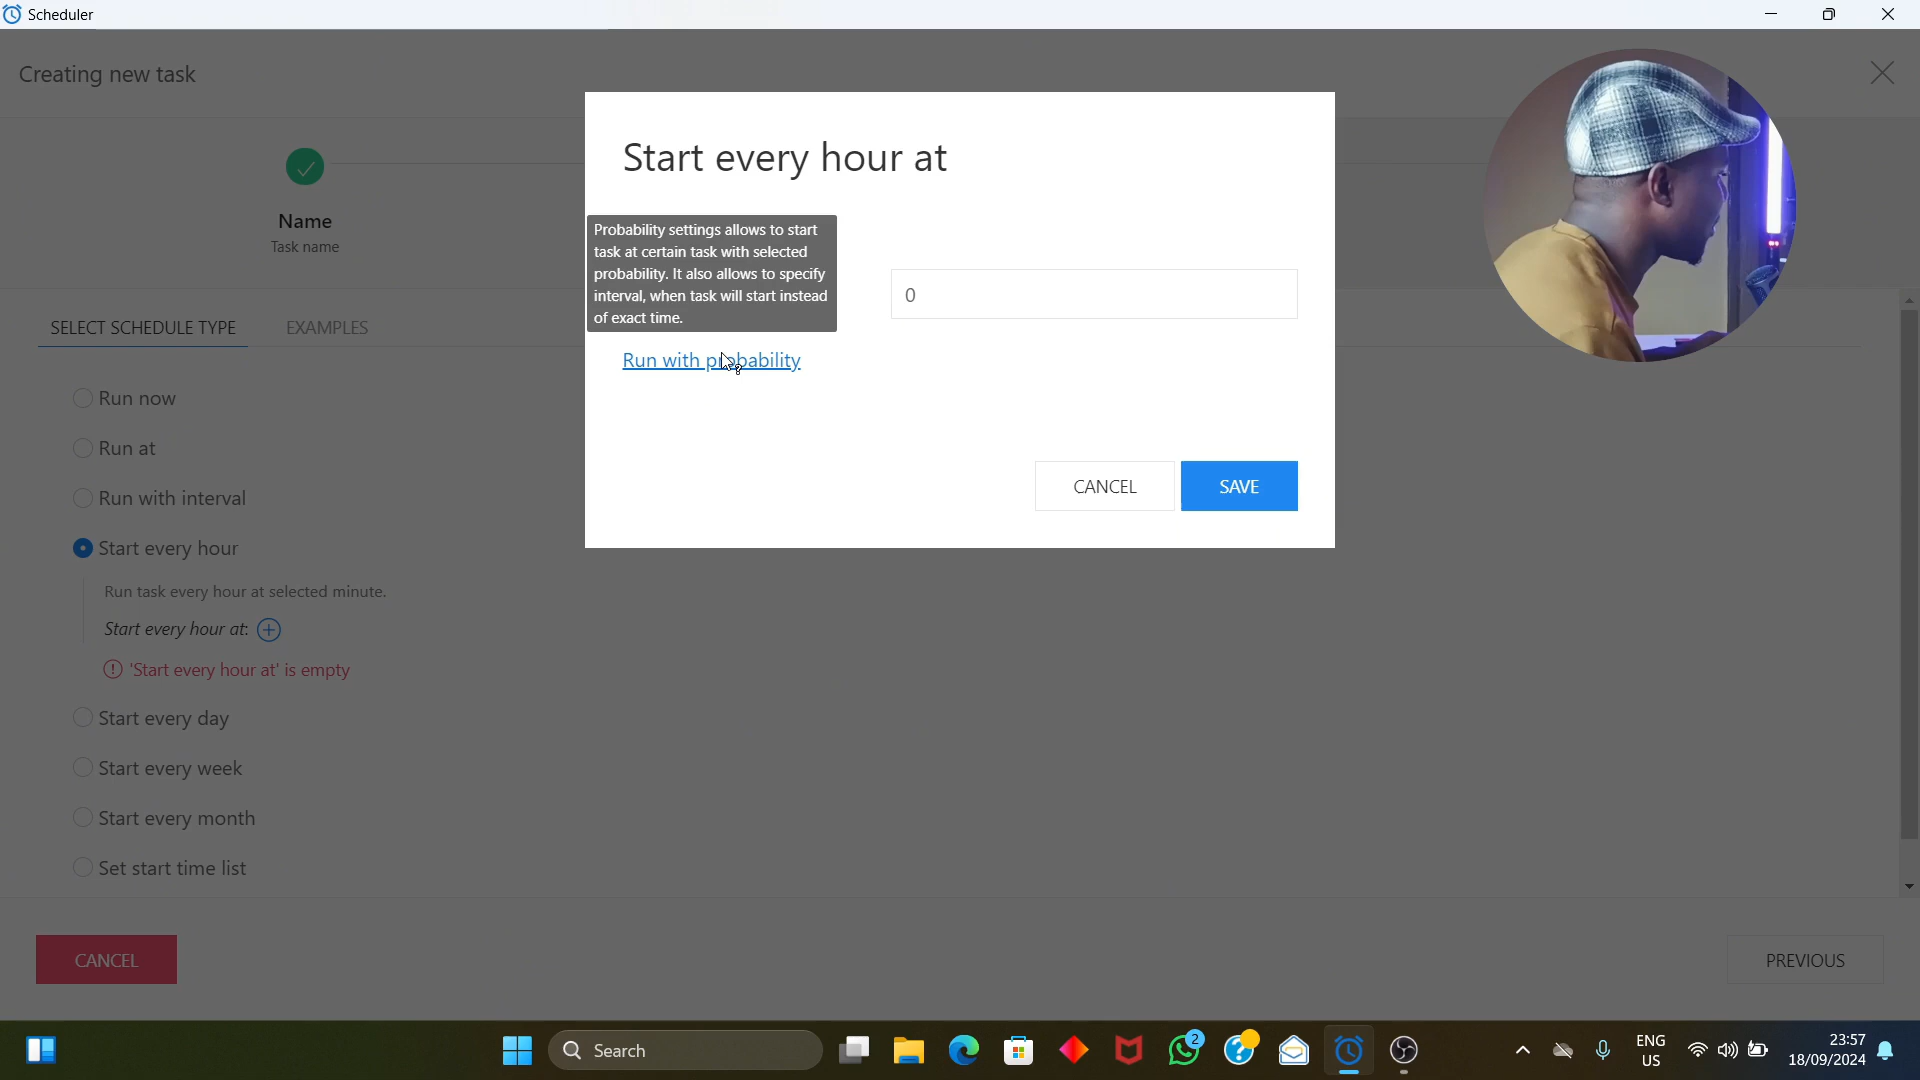 Scheduler
Creating new task
Name
Task name
SELECT SCHEDULE TYPE
EXAMPLES
Run now
Run at
Run with interval
Start every hour
Run task every hour at selected minute.
Start every hour at:
'Start every hour at' is empty
Start every day
Start every week
Start every month
Set start time list
CANCEL
PREVIOUS
Start every hour at
Probability settings allows to start
task at certain task with selected
probability. It also allows to specify
interval, when task will start instead
of exact time.
0
Run with probability
CANCEL
SAVE
Search
2
ENG
US
23:57
18/09/2024